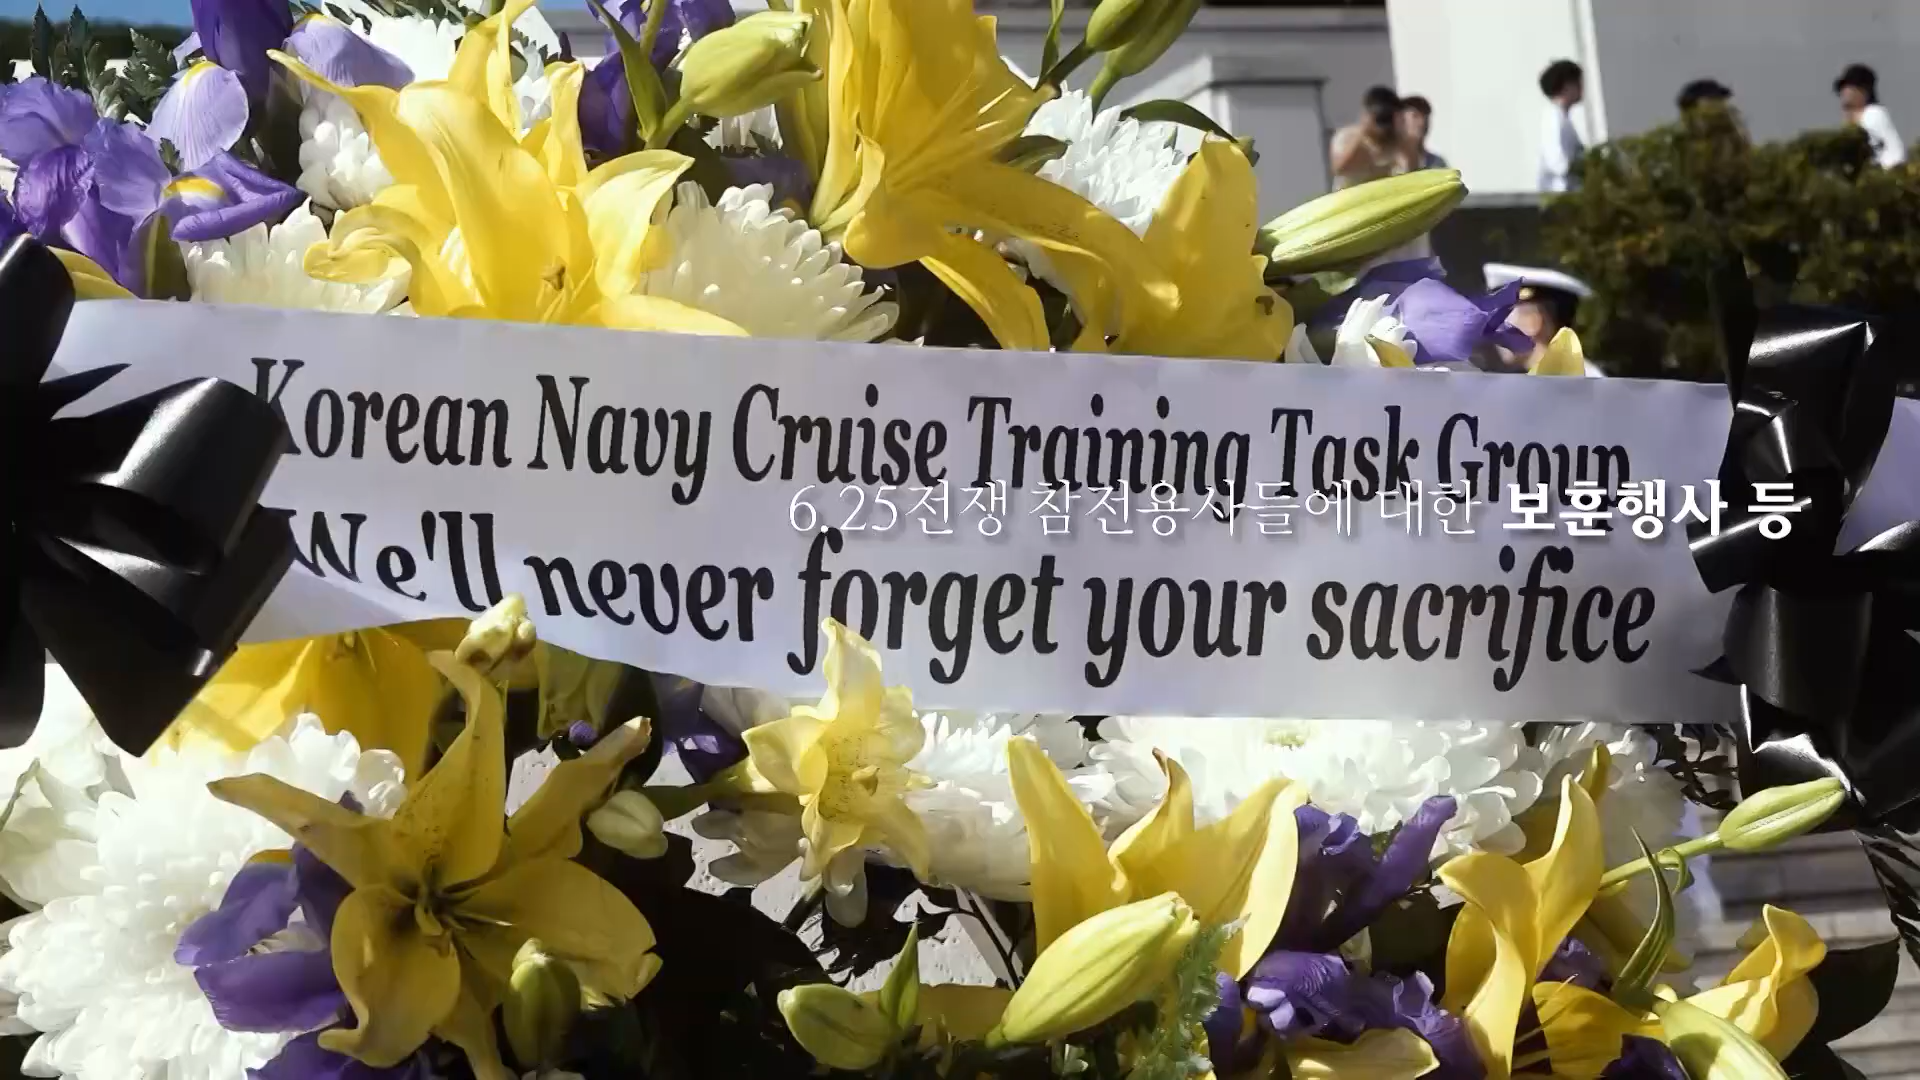 Korean Navy Cruise Training Task Group
6.25전쟁 참전용사들에 대한 보훈행사 등
We'll never forget your sacrifice